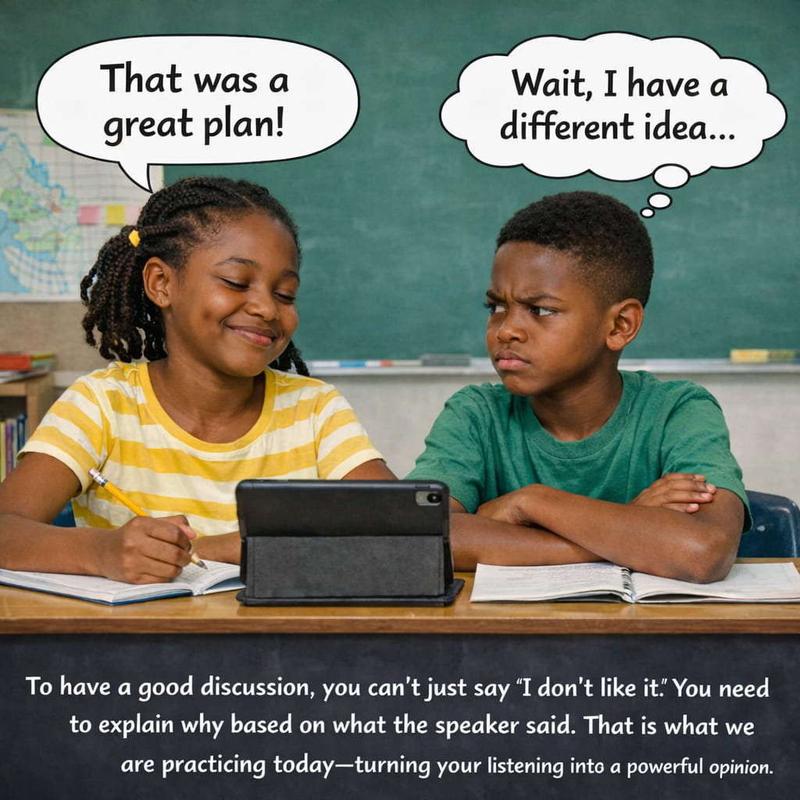 That was a
great plan!
Wait, I have a
different idea...
To have a good discussion, you can't just say "I don't like it." You need
to explain why based on what the speaker said. That is what we
are practicing today—turning your listening into a powerful opinion.